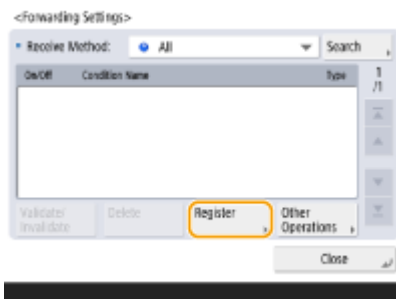 <Forwarding Settings>
Receive Method: All Search
On/Off Condition Name Type 1
/1
Validate/ Delete Register Other
Invalidate Operations
Close